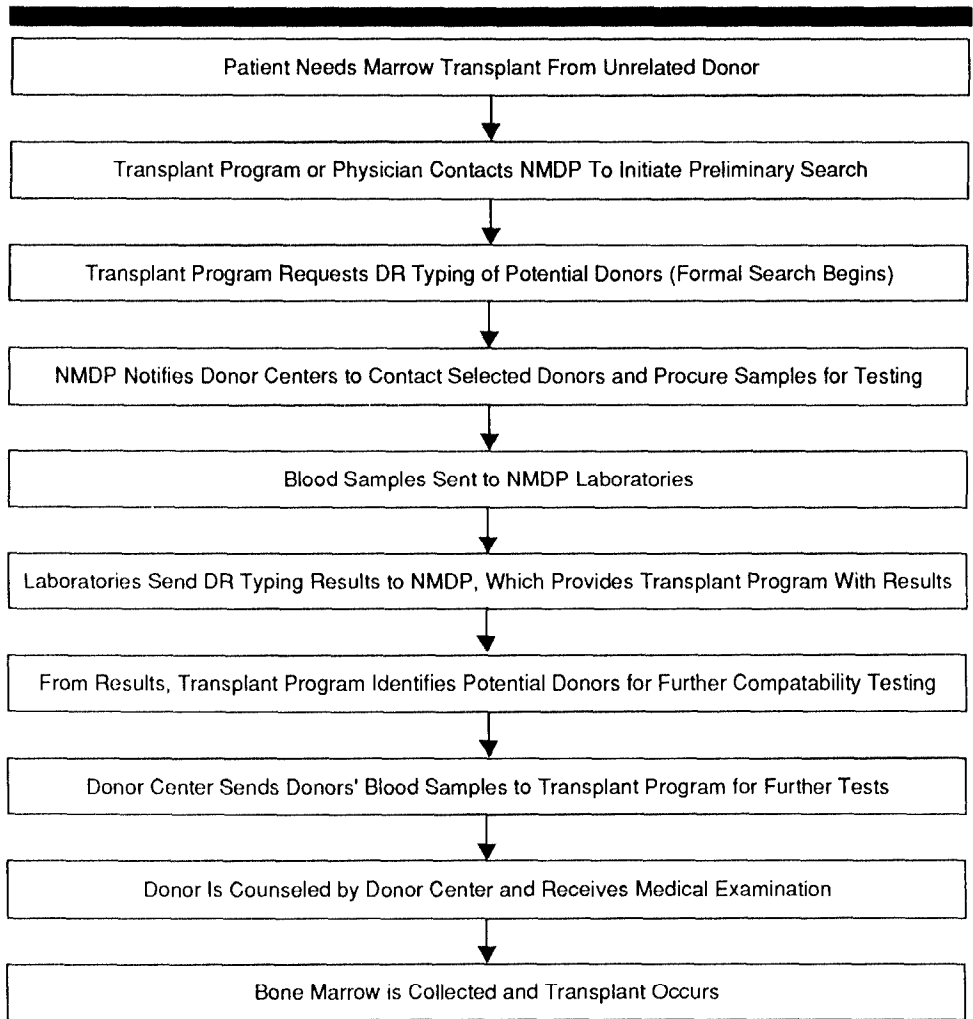 Patient Needs Marrow Transplant From Unrelated Donor
Transplant Program or Physician Contacts NMDP To Initiate Preliminary Search
Transplant Program Requests DR Typing of Potential Donors (Formal Search Begins)
NMDP Notifies Donor Centers to Contact Selected Donors and Procure Samples for Testing
Blood Samples Sent to NMDP Laboratories
Laboratories Send DR Typing Results to NMDP, Which Provides Transplant Program With Results
From Results, Transplant Program Identifies Potential Donors for Further Compatability Testing
Donor Center Sends Donors' Blood Samples to Transplant Program for Further Tests
Donor Is Counseled by Donor Center and Receives Medical Examination
Bone Marrow is Collected and Transplant Occurs